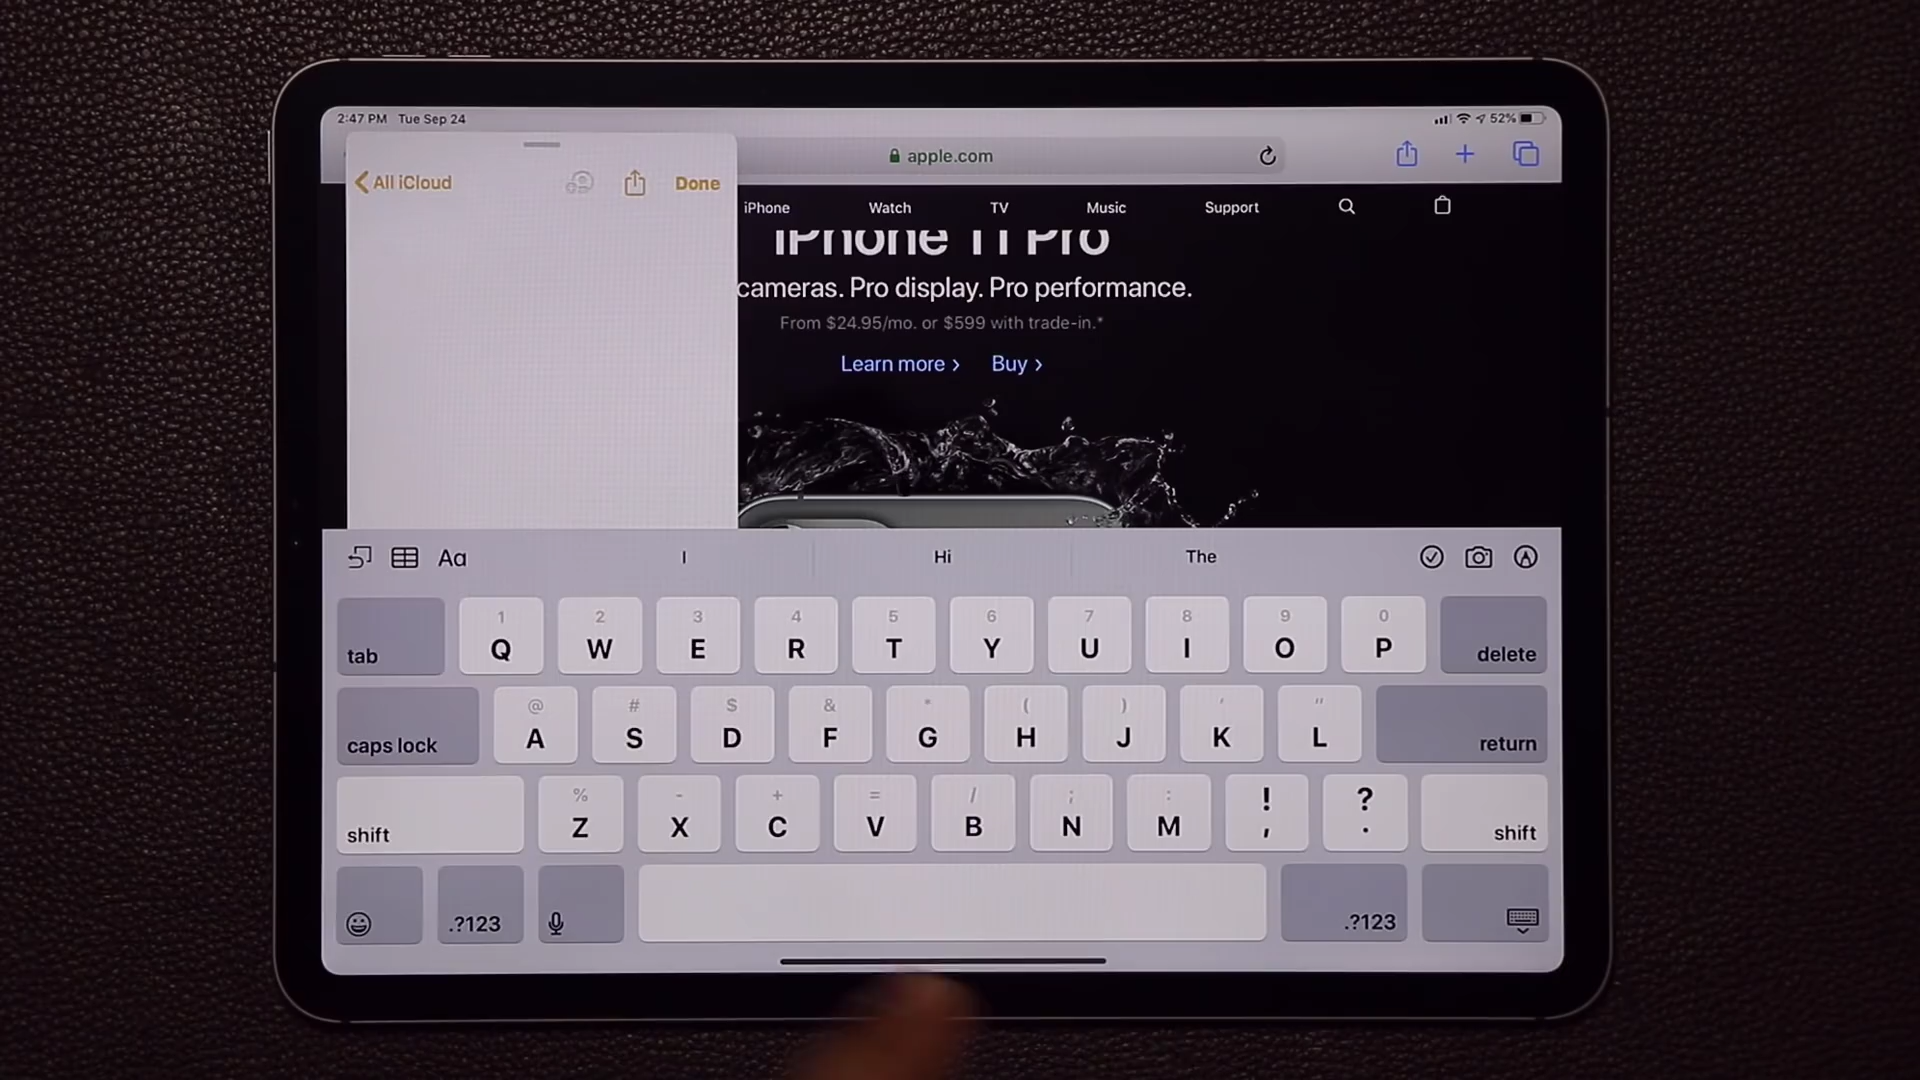 2:47 PM Tue Sep 24
52%
All iCloud
Done
apple.com
iPhone Watch TV Music Support
iPhone 11 Pro
cameras. Pro display. Pro performance.
From $24.95/mo. or $599 with trade-in.*
Learn more > Buy >
Aa I Hi The
1 2 3 4 5 6 7 8 9 0
tab Q W E R T Y U I O P delete
@ # $ & * ( ) ' "
caps lock A S D F G H J K L return
% - + = / ; : ! ?
shift Z X C V B N M , . shift
.?123 .?123